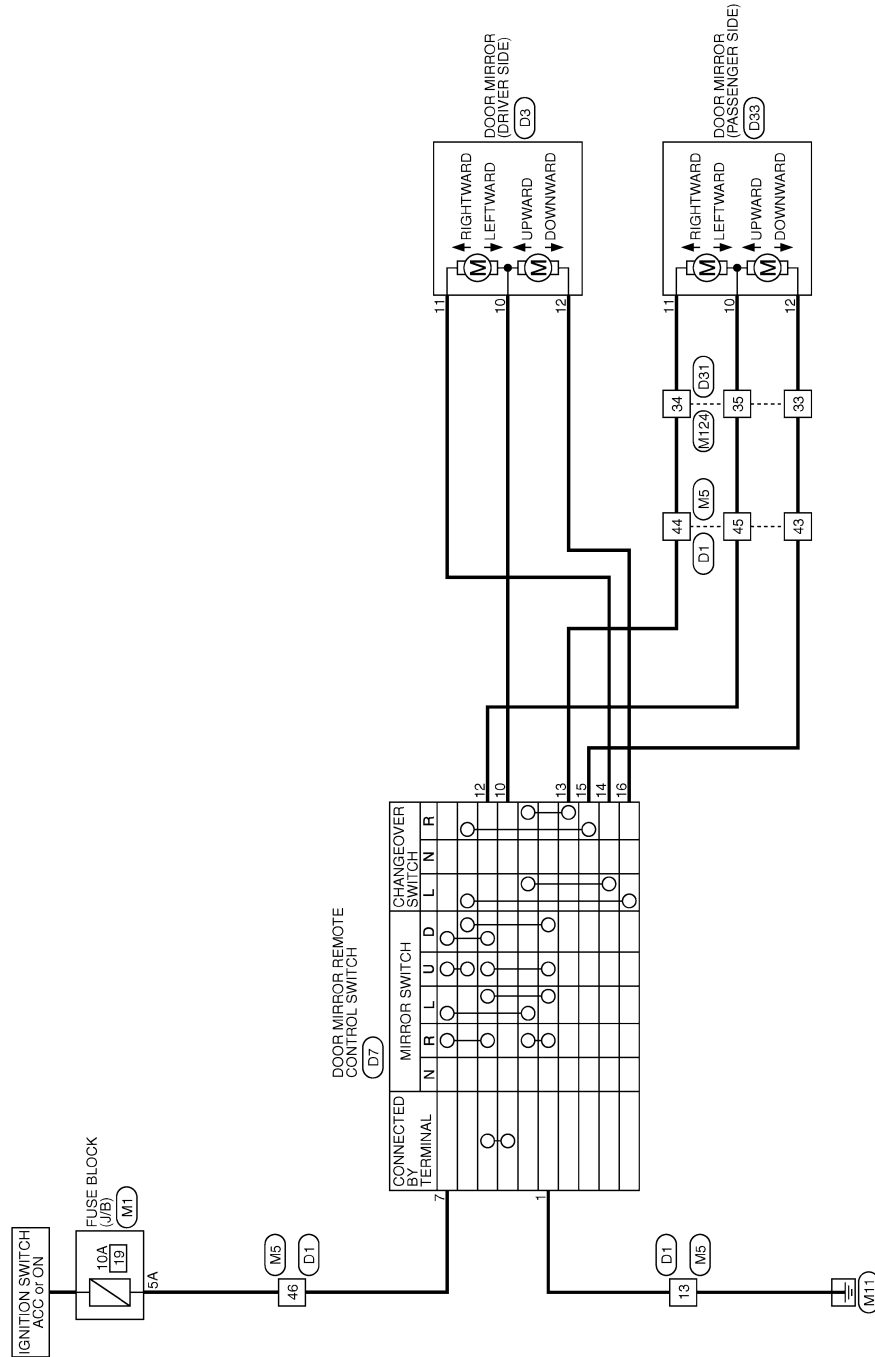 DOOR MIRROR
(DRIVER SIDE)
D3
RIGHTWARD
LEFTWARD
UPWARD
DOWNWARD
11
10
12
DOOR MIRROR
(PASSENGER SIDE)
D33
RIGHTWARD
LEFTWARD
UPWARD
DOWNWARD
11
10
12
M
M
M
M
34
35
33
D31
M124
44
45
43
M5
D1
12
10
13
15
14
16
DOOR MIRROR REMOTE
CONTROL SWITCH
D7
CONNECTED
BY
TERMINAL
MIRROR SWITCH
N R L U D
CHANGEOVER
SWITCH
L N R
7
1
IGNITION SWITCH
ACC or ON
FUSE BLOCK
(J/B)
M1
10A
19
5A
M5
D1
46
D1
M5
13
M11